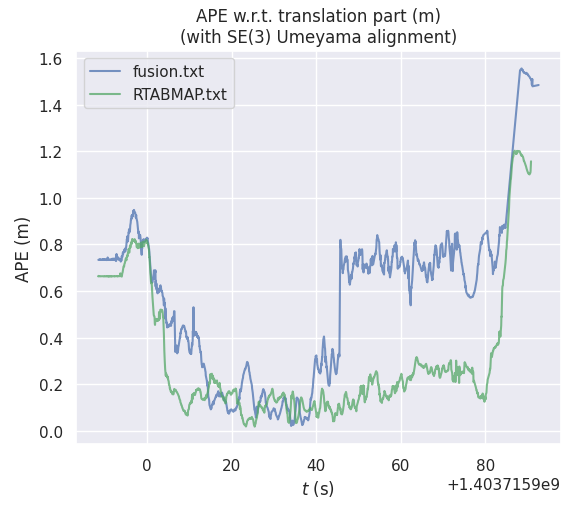 APE w.r.t. translation part (m)
(with SE(3) Umeyama alignment)
fusion.txt
RTABMAP.txt
APE (m)
1.6
1.4
1.2
1.0
0.8
0.6
0.4
0.2
0.0
0 20 40 60 80
t (s)
+1.4037159e9